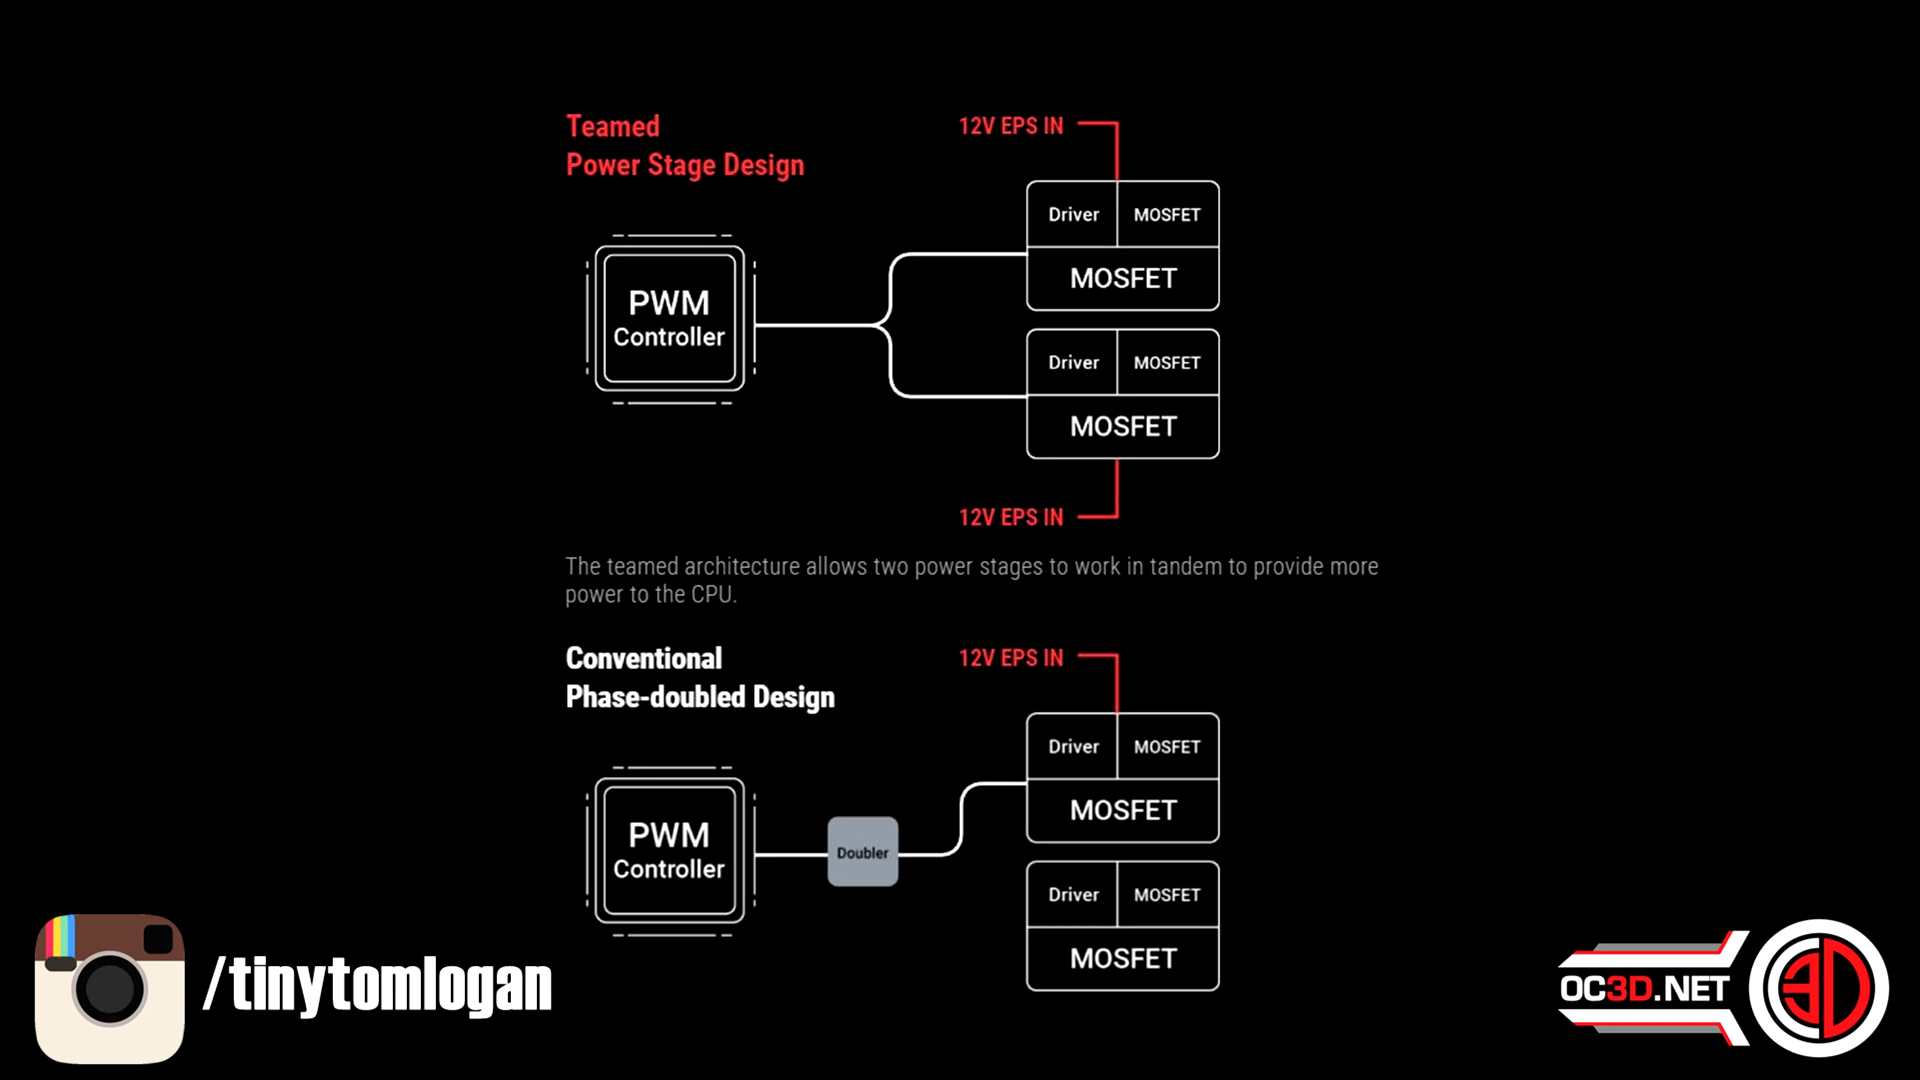 Teamed
Power Stage Design
12V EPS IN
Driver MOSFET
MOSFET
PWM
Controller
Driver MOSFET
MOSFET
12V EPS IN
The teamed architecture allows two power stages to work in tandem to provide more
power to the CPU.
Conventional
Phase-doubled Design
12V EPS IN
Driver MOSFET
MOSFET
PWM
Controller
Doubler
Driver MOSFET
MOSFET
/tinytomlogan
OC3D.NET
3D